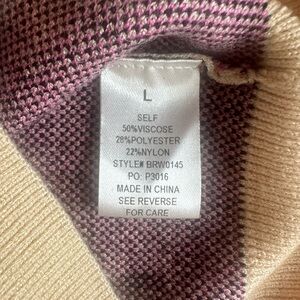 L
SELF
50%VISCOSE
28%POLYESTER
22%NYLON
STYLE# BRW0145
PO: P3016
MADE IN CHINA
SEE REVERSE
FOR CARE